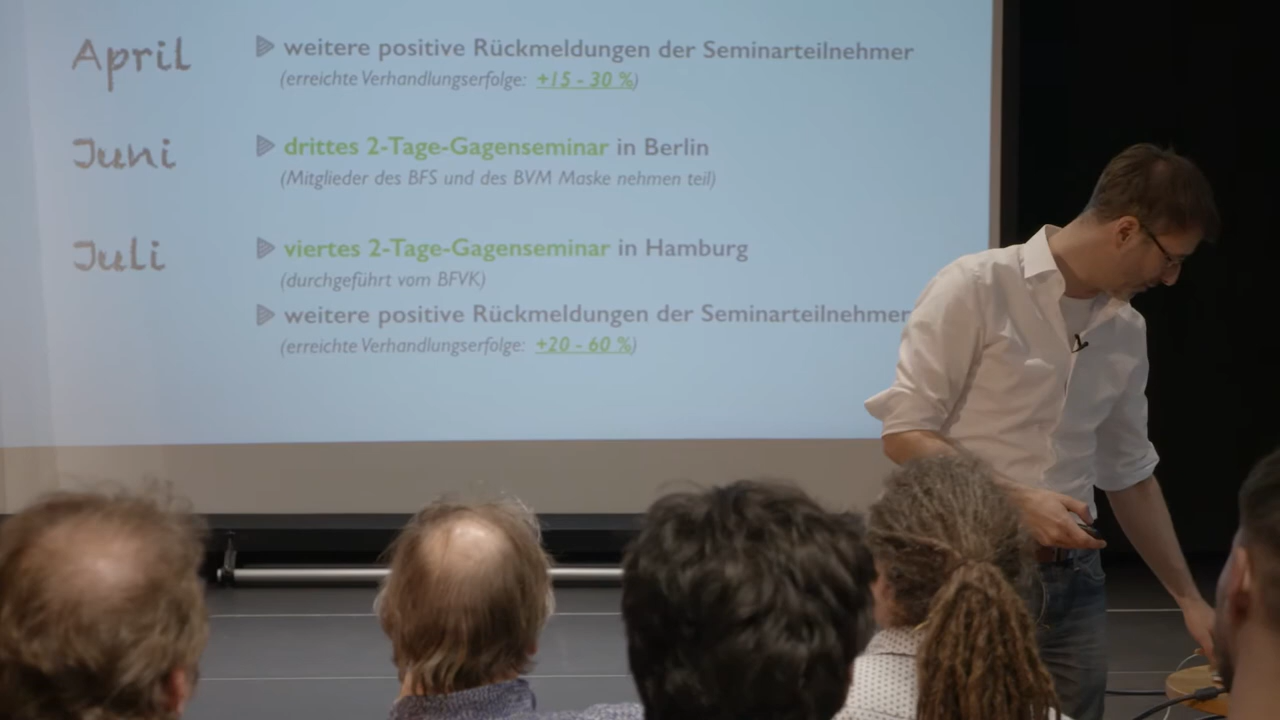 April
weitere positive Rückmeldungen der Seminarteilnehmer
(erreichte Verhandlungserfolge: +15 - 30 %)
Juni
drittes 2-Tage-Gagenseminar in Berlin
(Mitglieder des BFS und des BVM Maske nehmen teil)
Juli
viertes 2-Tage-Gagenseminar in Hamburg
(durchgeführt vom BFVK)
weitere positive Rückmeldungen der Seminarteilnehmer
(erreichte Verhandlungserfolge: +20 - 60 %)